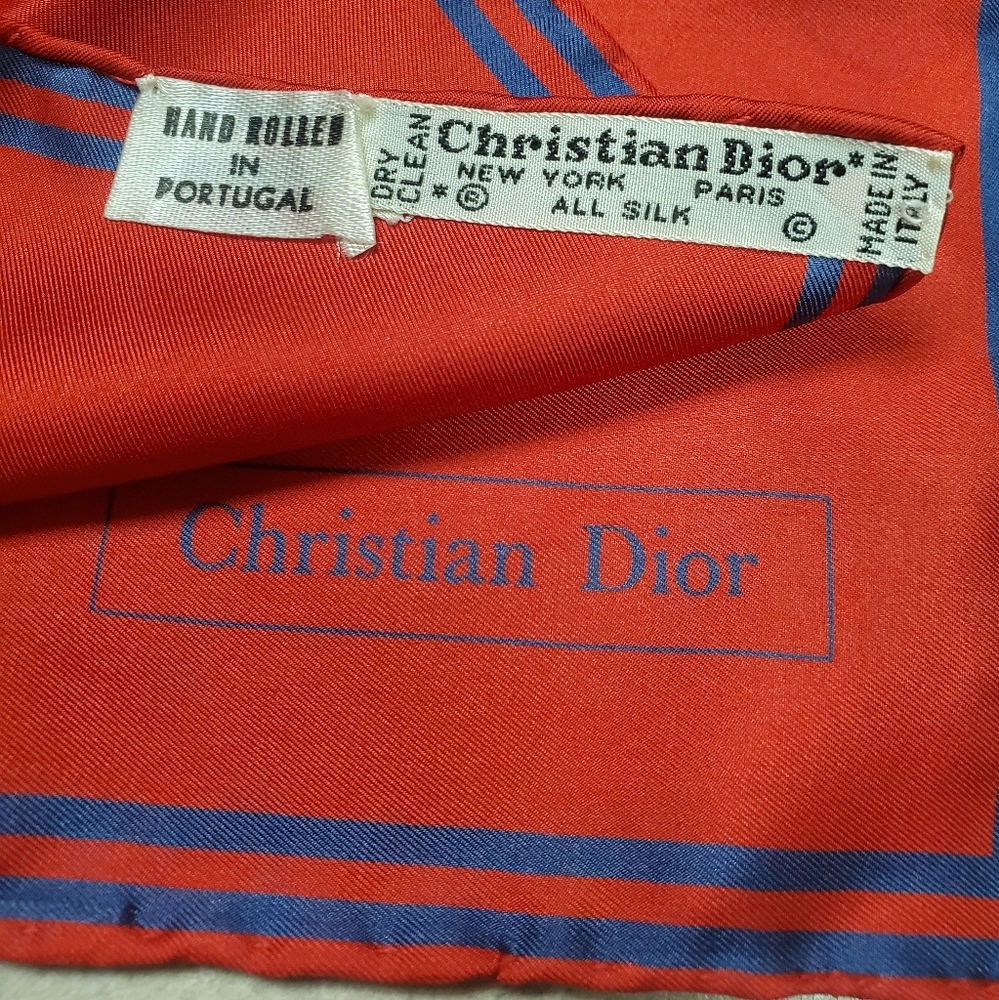 HAND ROLLED
IN
PORTUGAL
DRY
CLEAN
Christian Dior*
* ® NEW YORK PARIS
ALL SILK ©
MADE IN
ITALY
Christian Dior